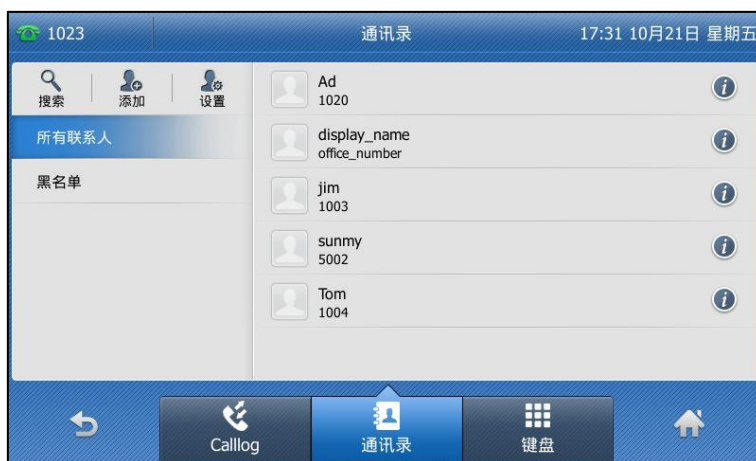 1023
通讯录
17:31 10月21日 星期五
搜索
添加
设置
所有联系人
黑名单
Ad
1020
display_name
office_number
jim
1003
sunmy
5002
Tom
1004
Calllog
通讯录
键盘